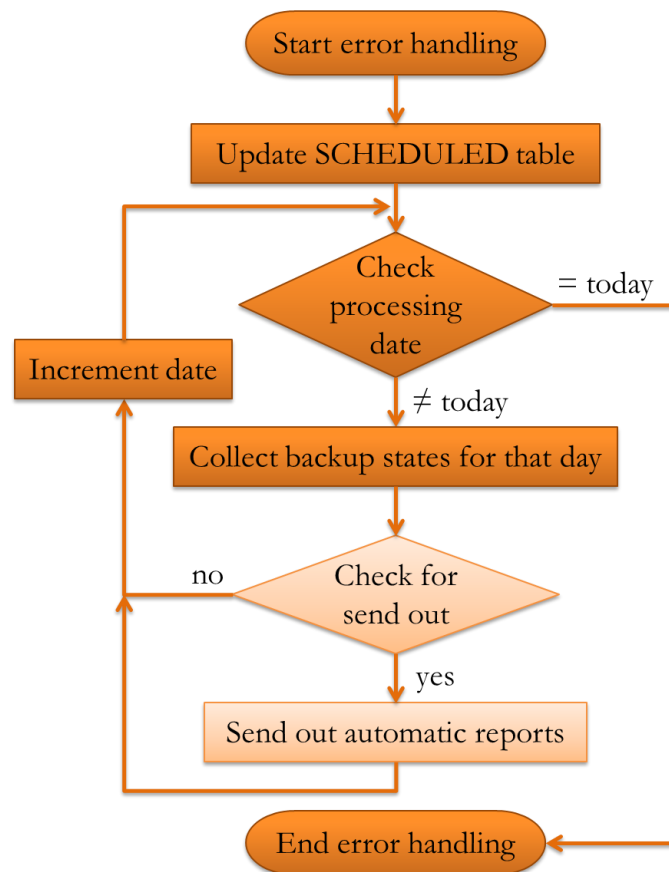 Start error handling
Update SCHEDULED table
Check
processing
date
= today
Increment date
≠ today
Collect backup states for that day
no
Check for
send out
yes
Send out automatic reports
End error handling